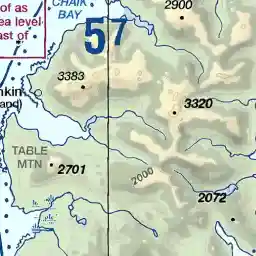 of as
ea level
ast of
CHAIK
BAY
2900
57
3383
nkin
and)
3320
TABLE
MTN
2701
2000
2072